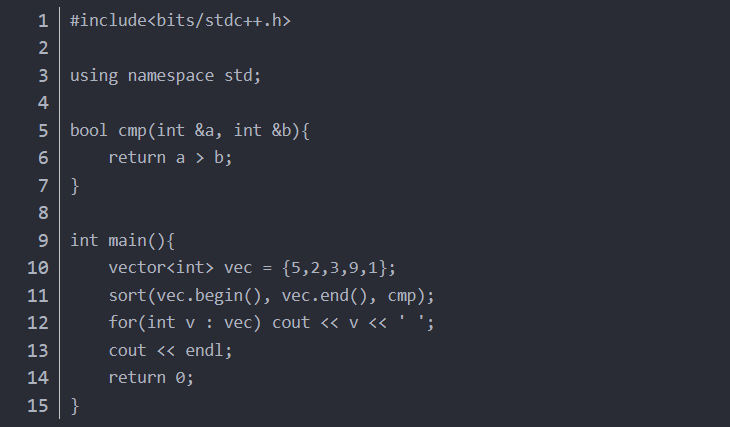 1 #include<bits/stdc++.h>
2
3 using namespace std;
4
5 bool cmp(int &a, int &b){
6     return a > b;
7 }
8
9 int main(){
10     vector<int> vec = {5,2,3,9,1};
11     sort(vec.begin(), vec.end(), cmp);
12     for(int v : vec) cout << v << ' ';
13     cout << endl;
14     return 0;
15 }